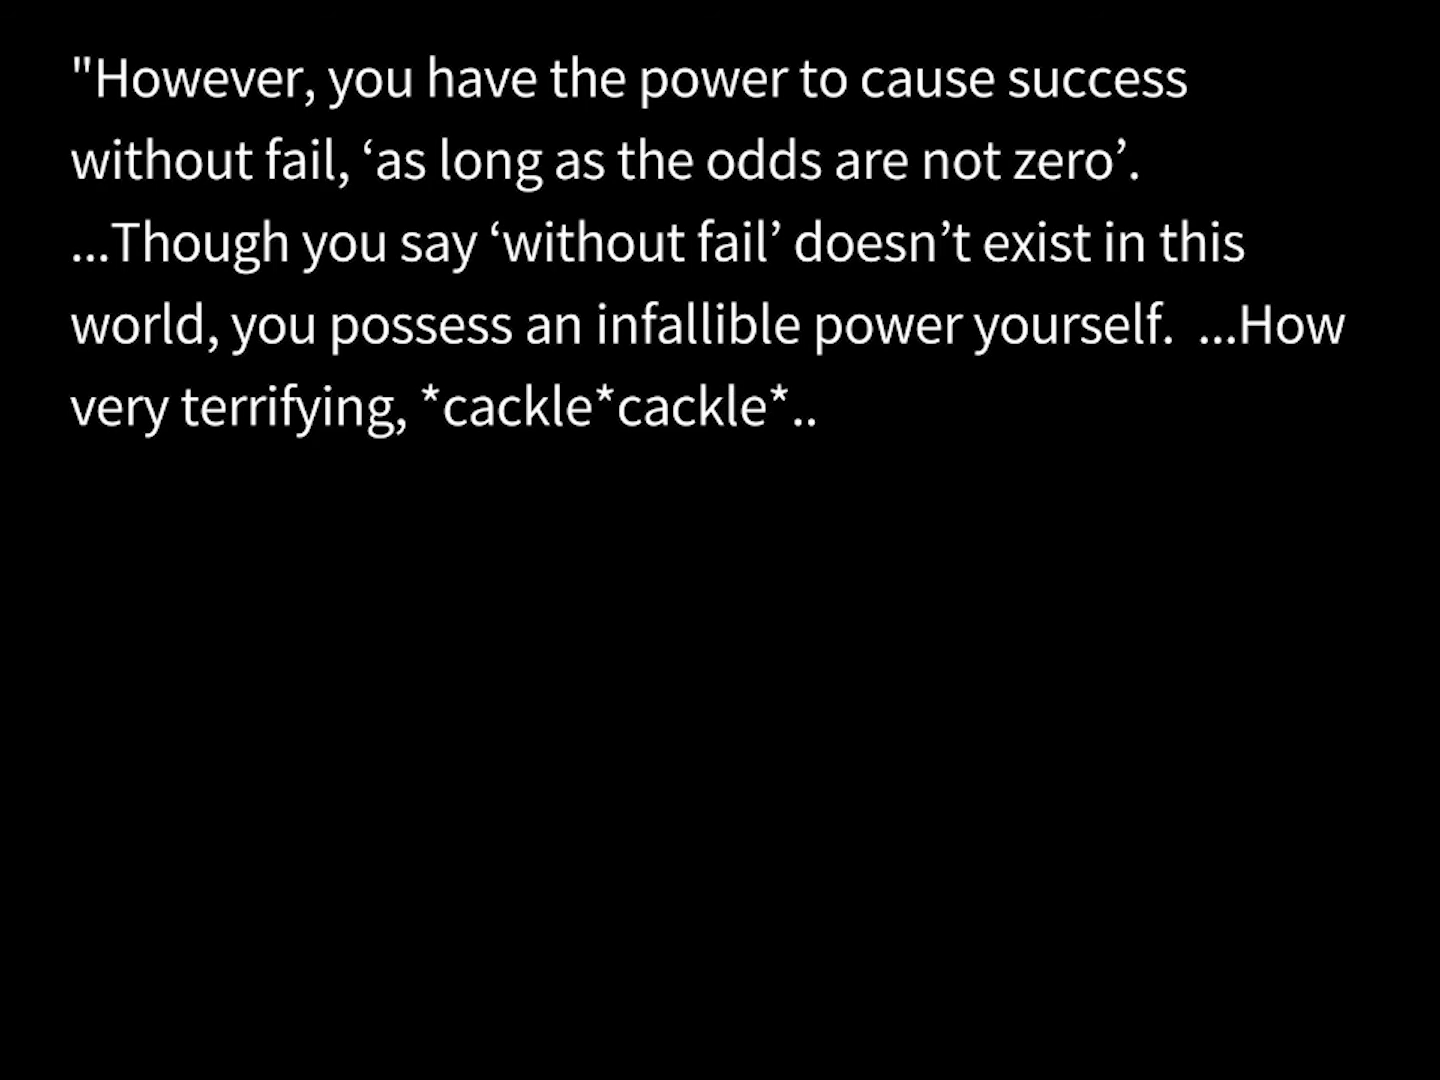 "However, you have the power to cause success
without fail, ‘as long as the odds are not zero’.
...Though you say ‘without fail’ doesn’t exist in this
world, you possess an infallible power yourself.  ...How
very terrifying, *cackle*cackle*..